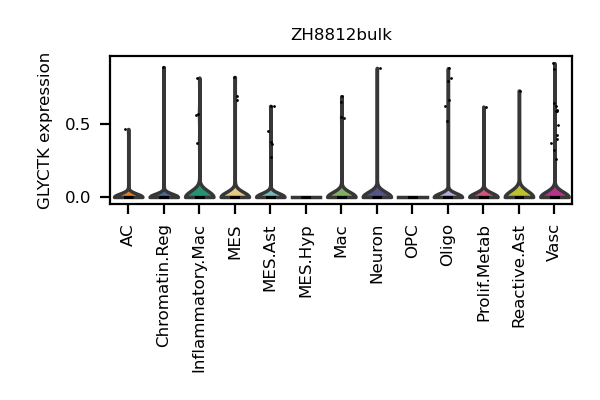 ZH8812bulk
GLYCTK expression
0.5
0.0
AC
Chromatin.Reg
Inflammatory.Mac
MES
MES.Ast
MES.Hyp
Mac
Neuron
OPC
Oligo
Prolif.Metab
Reactive.Ast
Vasc